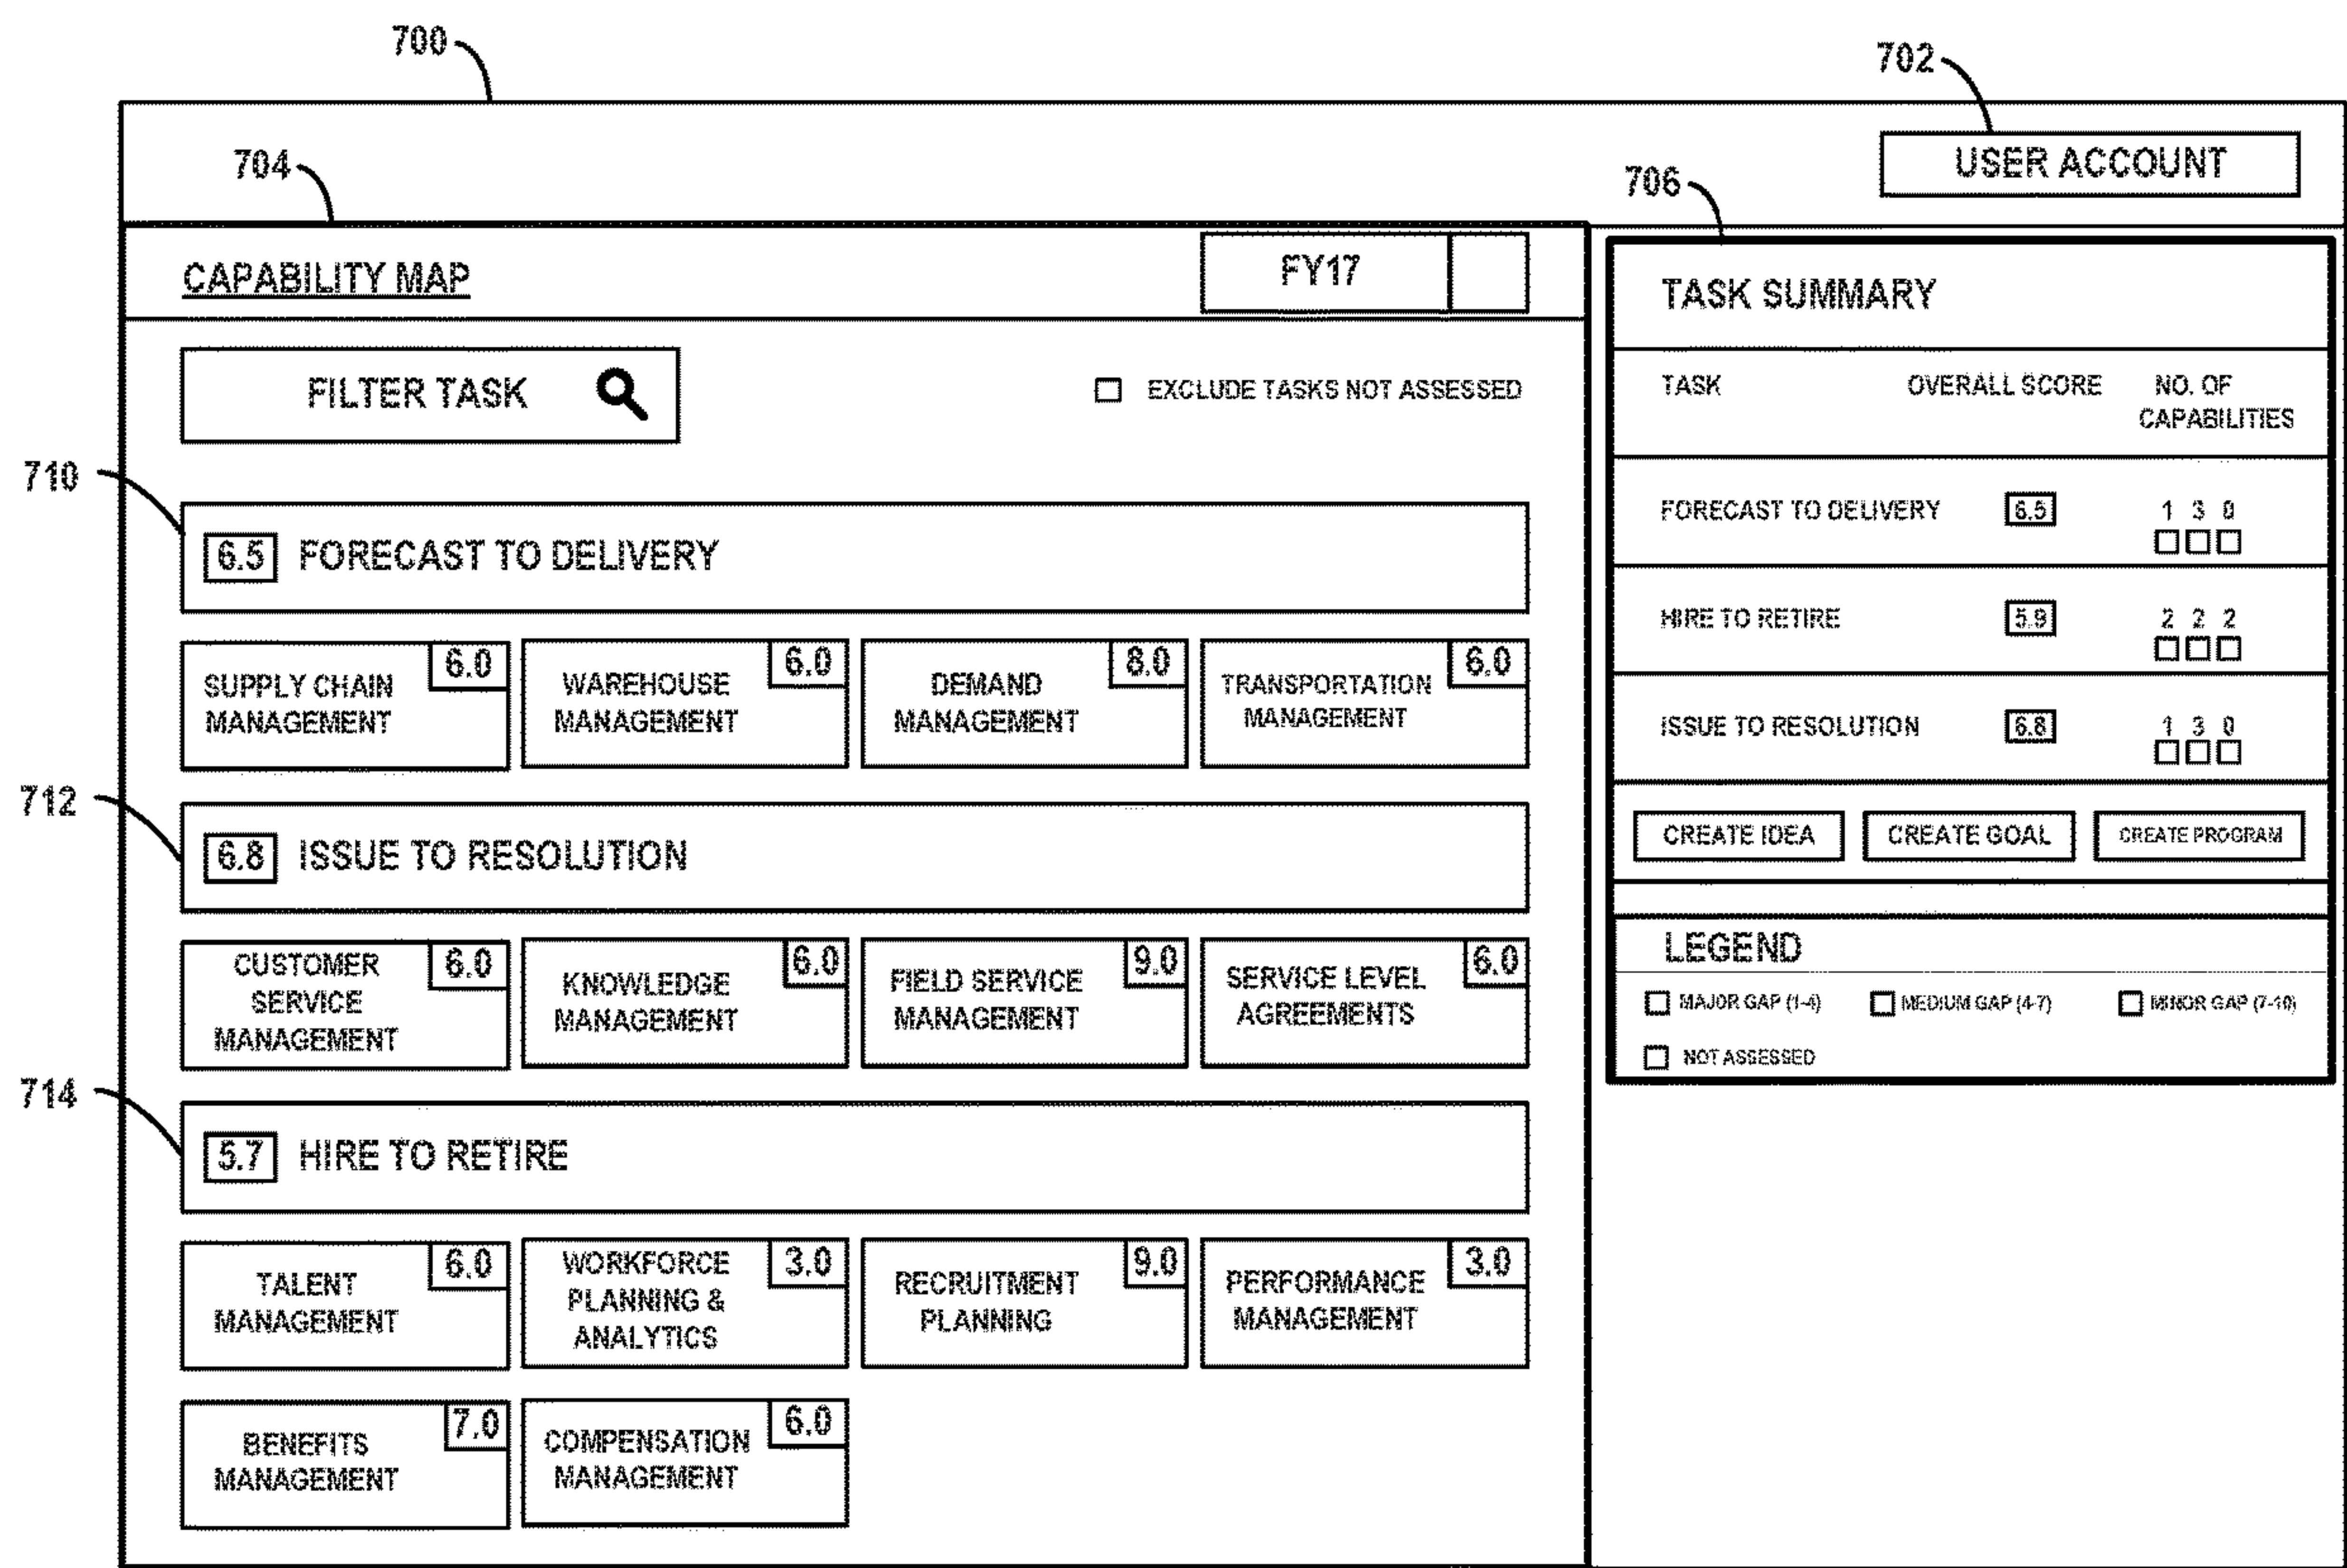 700
702
704
706
USER ACCOUNT
CAPABILITY MAP
FY17
FILTER TASK
EXCLUDE TASKS NOT ASSESSED
710
6.5 FORECAST TO DELIVERY
SUPPLY CHAIN
MANAGEMENT
6.0
WAREHOUSE
MANAGEMENT
6.0
DEMAND
MANAGEMENT
8.0
TRANSPORTATION
MANAGEMENT
6.0
712
6.8 ISSUE TO RESOLUTION
CUSTOMER
SERVICE
MANAGEMENT
6.0
KNOWLEDGE
MANAGEMENT
6.0
FIELD SERVICE
MANAGEMENT
9.0
SERVICE LEVEL
AGREEMENTS
6.0
714
5.7 HIRE TO RETIRE
TALENT
MANAGEMENT
6.0
WORKFORCE
PLANNING &
ANALYTICS
3.0
RECRUITMENT
PLANNING
9.0
PERFORMANCE
MANAGEMENT
3.0
BENEFITS
MANAGEMENT
7.0
COMPENSATION
MANAGEMENT
6.0
TASK SUMMARY
TASK OVERALL SCORE NO. OF
CAPABILITIES
FORECAST TO DELIVERY 6.5 1 3 0
HIRE TO RETIRE 5.9 2 2 2
ISSUE TO RESOLUTION 6.8 1 3 0
CREATE IDEA CREATE GOAL CREATE PROGRAM
LEGEND
MAJOR GAP (1-4) MEDIUM GAP (4-7) MINOR GAP (7-10)
NOT ASSESSED